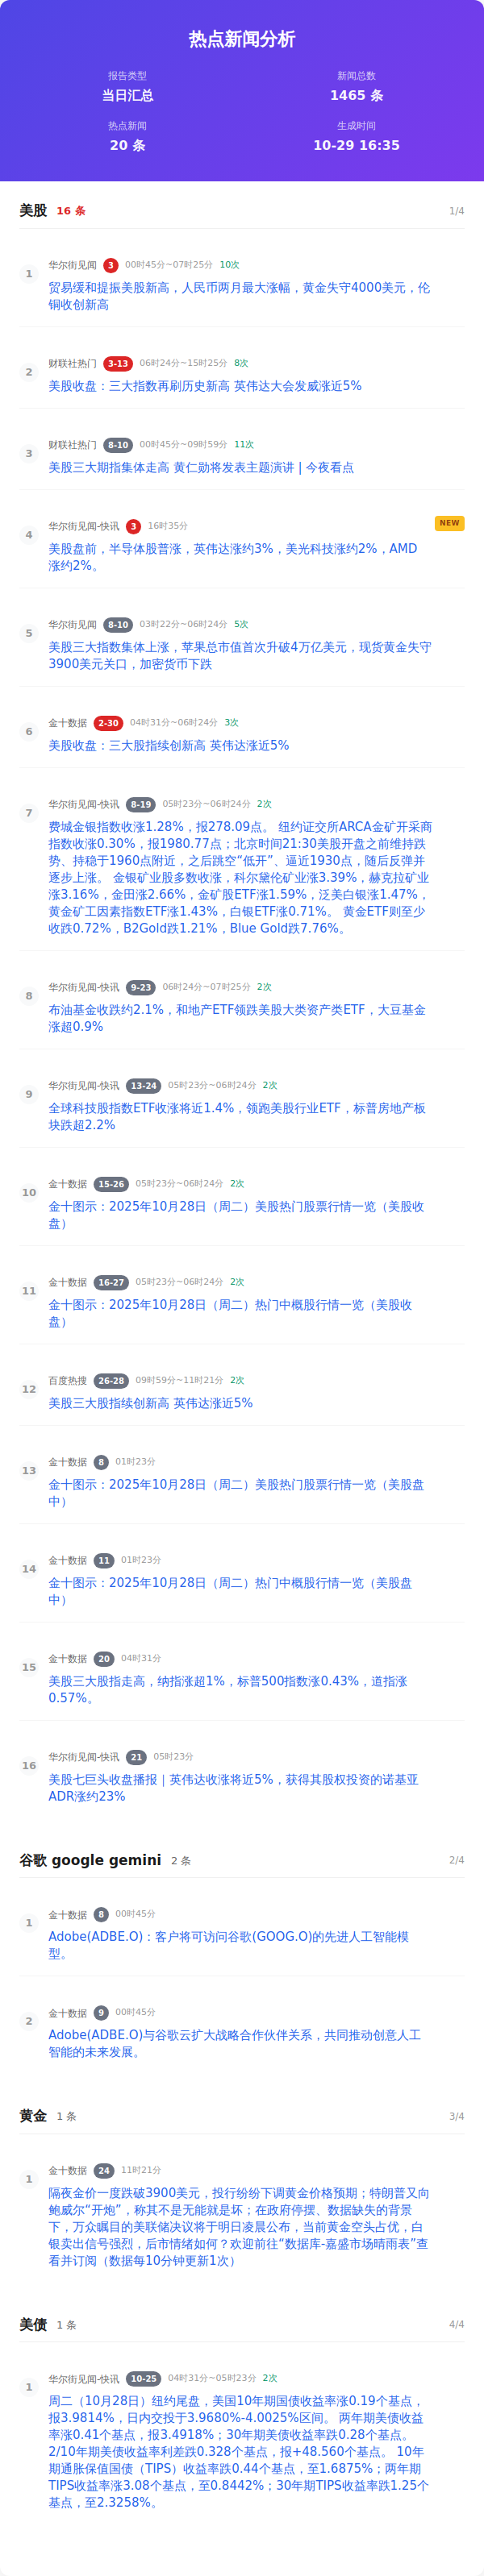 热点新闻分析
报告类型
新闻总数
当日汇总
1465 条
热点新闻
生成时间
20 条
10-29 16:35
美股 16 条 1/4
1
华尔街见闻 3 00时45分~07时25分 10次
贸易缓和提振美股新高，人民币两月最大涨幅，黄金失守4000美元，伦
铜收创新高
2
财联社热门 3-13 06时24分~15时25分 8次
美股收盘：三大指数再刷历史新高 英伟达大会发威涨近5%
3
财联社热门 8-10 00时45分~09时59分 11次
美股三大期指集体走高 黄仁勋将发表主题演讲 | 今夜看点
4
华尔街见闻-快讯 3 16时35分 NEW
美股盘前，半导体股普涨，英伟达涨约3%，美光科技涨约2%，AMD
涨约2%。
5
华尔街见闻 8-10 03时22分~06时24分 5次
美股三大指数集体上涨，苹果总市值首次升破4万亿美元，现货黄金失守
3900美元关口，加密货币下跌
6
金十数据 2-30 04时31分~06时24分 3次
美股收盘：三大股指续创新高 英伟达涨近5%
7
华尔街见闻-快讯 8-19 05时23分~06时24分 2次
费城金银指数收涨1.28%，报278.09点。 纽约证交所ARCA金矿开采商
指数收涨0.30%，报1980.77点；北京时间21:30美股开盘之前维持跌
势、持稳于1960点附近，之后跳空“低开”、逼近1930点，随后反弹并
逐步上涨。 金银矿业股多数收涨，科尔黛伦矿业涨3.39%，赫克拉矿业
涨3.16%，金田涨2.66%，金矿股ETF涨1.59%，泛美白银涨1.47%，
黄金矿工因素指数ETF涨1.43%，白银ETF涨0.71%。 黄金ETF则至少
收跌0.72%，B2Gold跌1.21%，Blue Gold跌7.76%。
8
华尔街见闻-快讯 9-23 06时24分~07时25分 2次
布油基金收跌约2.1%，和地产ETF领跌美股大类资产类ETF，大豆基金
涨超0.9%
9
华尔街见闻-快讯 13-24 05时23分~06时24分 2次
全球科技股指数ETF收涨将近1.4%，领跑美股行业ETF，标普房地产板
块跌超2.2%
10
金十数据 15-26 05时23分~06时24分 2次
金十图示：2025年10月28日（周二）美股热门股票行情一览（美股收
盘）
11
金十数据 16-27 05时23分~06时24分 2次
金十图示：2025年10月28日（周二）热门中概股行情一览（美股收
盘）
12
百度热搜 26-28 09时59分~11时21分 2次
美股三大股指续创新高 英伟达涨近5%
13
金十数据 8 01时23分
金十图示：2025年10月28日（周二）美股热门股票行情一览（美股盘
中）
14
金十数据 11 01时23分
金十图示：2025年10月28日（周二）热门中概股行情一览（美股盘
中）
15
金十数据 20 04时31分
美股三大股指走高，纳指涨超1%，标普500指数涨0.43%，道指涨
0.57%。
16
华尔街见闻-快讯 21 05时23分
美股七巨头收盘播报｜英伟达收涨将近5%，获得其股权投资的诺基亚
ADR涨约23%
谷歌 google gemini 2 条 2/4
1
金十数据 8 00时45分
Adobe(ADBE.O)：客户将可访问谷歌(GOOG.O)的先进人工智能模
型。
2
金十数据 9 00时45分
Adobe(ADBE.O)与谷歌云扩大战略合作伙伴关系，共同推动创意人工
智能的未来发展。
黄金 1 条 3/4
1
金十数据 24 11时21分
隔夜金价一度跌破3900美元，投行纷纷下调黄金价格预期；特朗普又向
鲍威尔“开炮”，称其不是无能就是坏；在政府停摆、数据缺失的背景
下，万众瞩目的美联储决议将于明日凌晨公布，当前黄金空头占优，白
银卖出信号强烈，后市情绪如何？欢迎前往“数据库-嘉盛市场晴雨表”查
看并订阅（数据每10分钟更新1次）
美债 1 条 4/4
1
华尔街见闻-快讯 10-25 04时31分~05时23分 2次
周二（10月28日）纽约尾盘，美国10年期国债收益率涨0.19个基点，
报3.9814%，日内交投于3.9680%-4.0025%区间。 两年期美债收益
率涨0.41个基点，报3.4918%；30年期美债收益率跌0.28个基点。
2/10年期美债收益率利差跌0.328个基点，报+48.560个基点。 10年
期通胀保值国债（TIPS）收益率跌0.44个基点，至1.6875%；两年期
TIPS收益率涨3.08个基点，至0.8442%；30年期TIPS收益率跌1.25个
基点，至2.3258%。